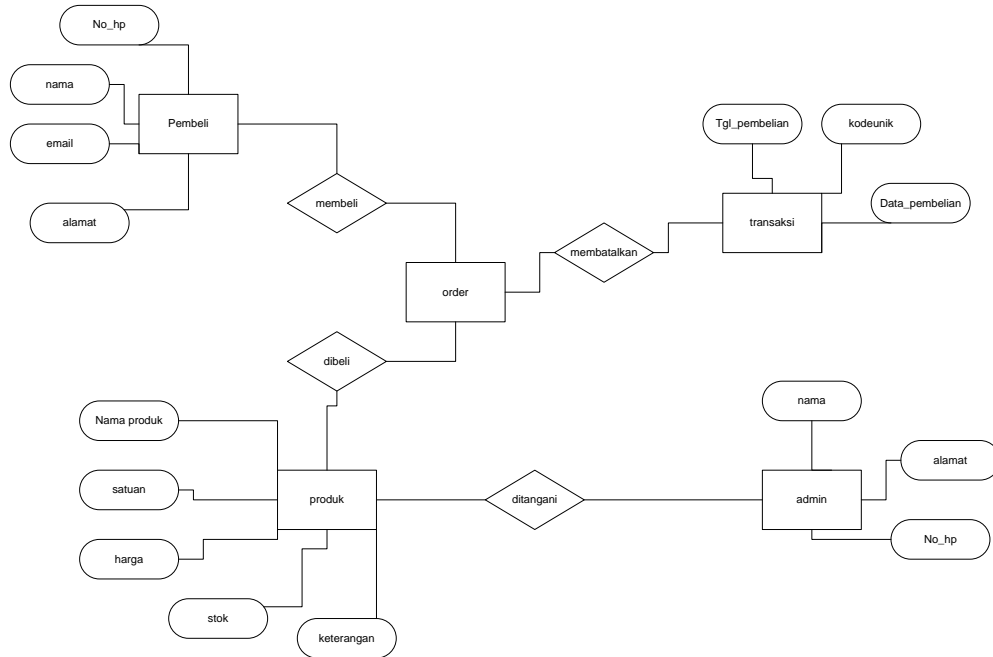 No_hp
nama
Pembeli
email
alamat
membeli
Tgl_pembelian
kodeunik
Data_pembelian
transaksi
membatalkan
order
dibeli
Nama produk
satuan
produk
harga
stok
keterangan
ditangani
nama
alamat
admin
No_hp